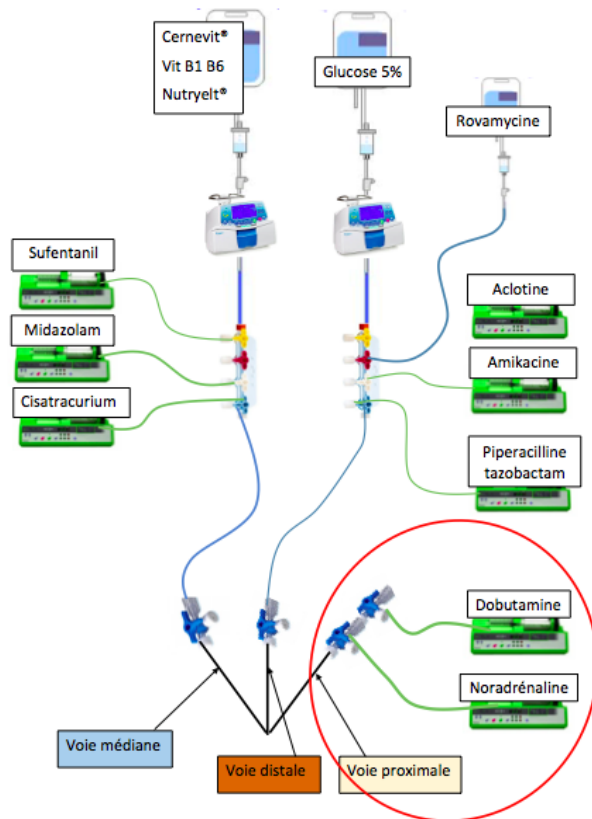 Cernevit®
Vit B1 B6
Nutryelt®
Glucose 5%
Rovamycine
Sufentanil
Midazolam
Cisatracurium
Aclotine
Amikacine
Piperacilline
tazobactam
Dobutamine
Noradrénaline
Voie médiane
Voie distale
Voie proximale